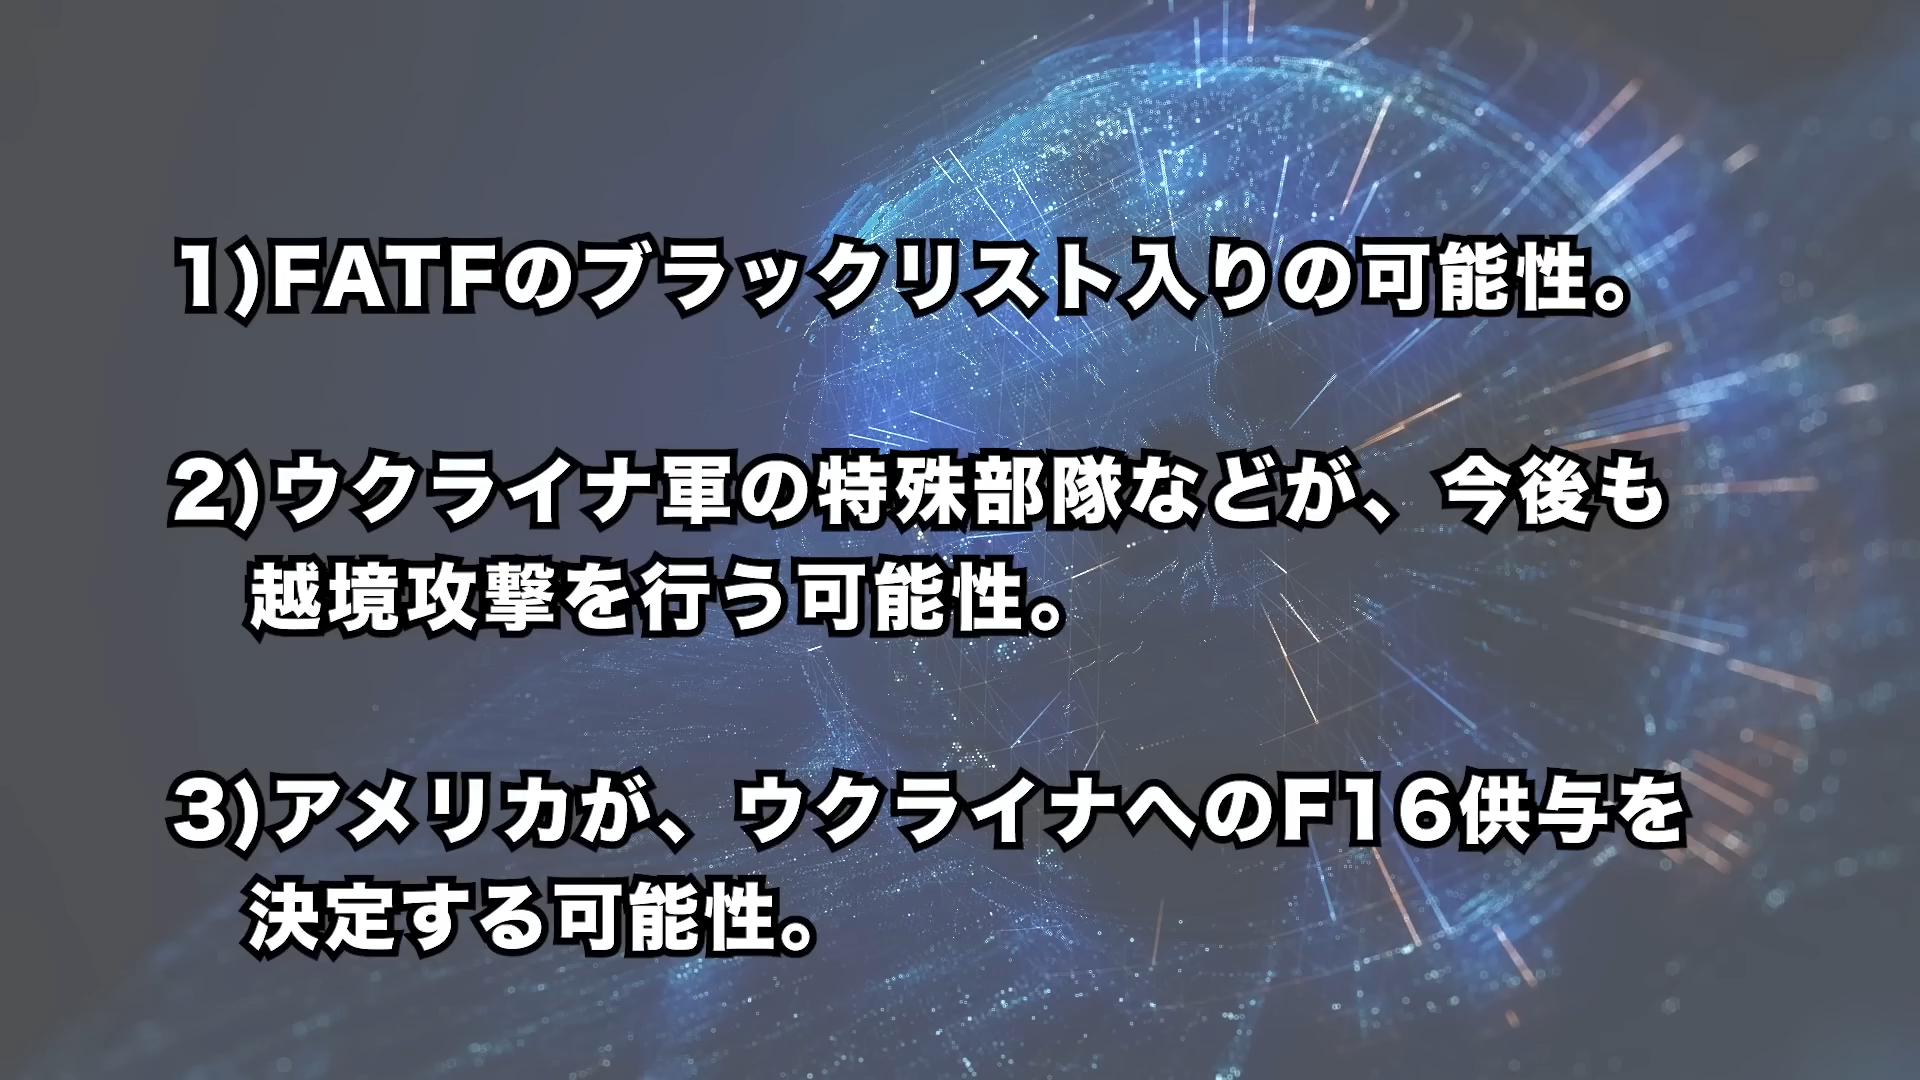 1)FATFのブラックリスト入りの可能性。
2)ウクライナ軍の特殊部隊などが、今後も
越境攻撃を行う可能性。
3)アメリカが、ウクライナへのF16供与を
決定する可能性。